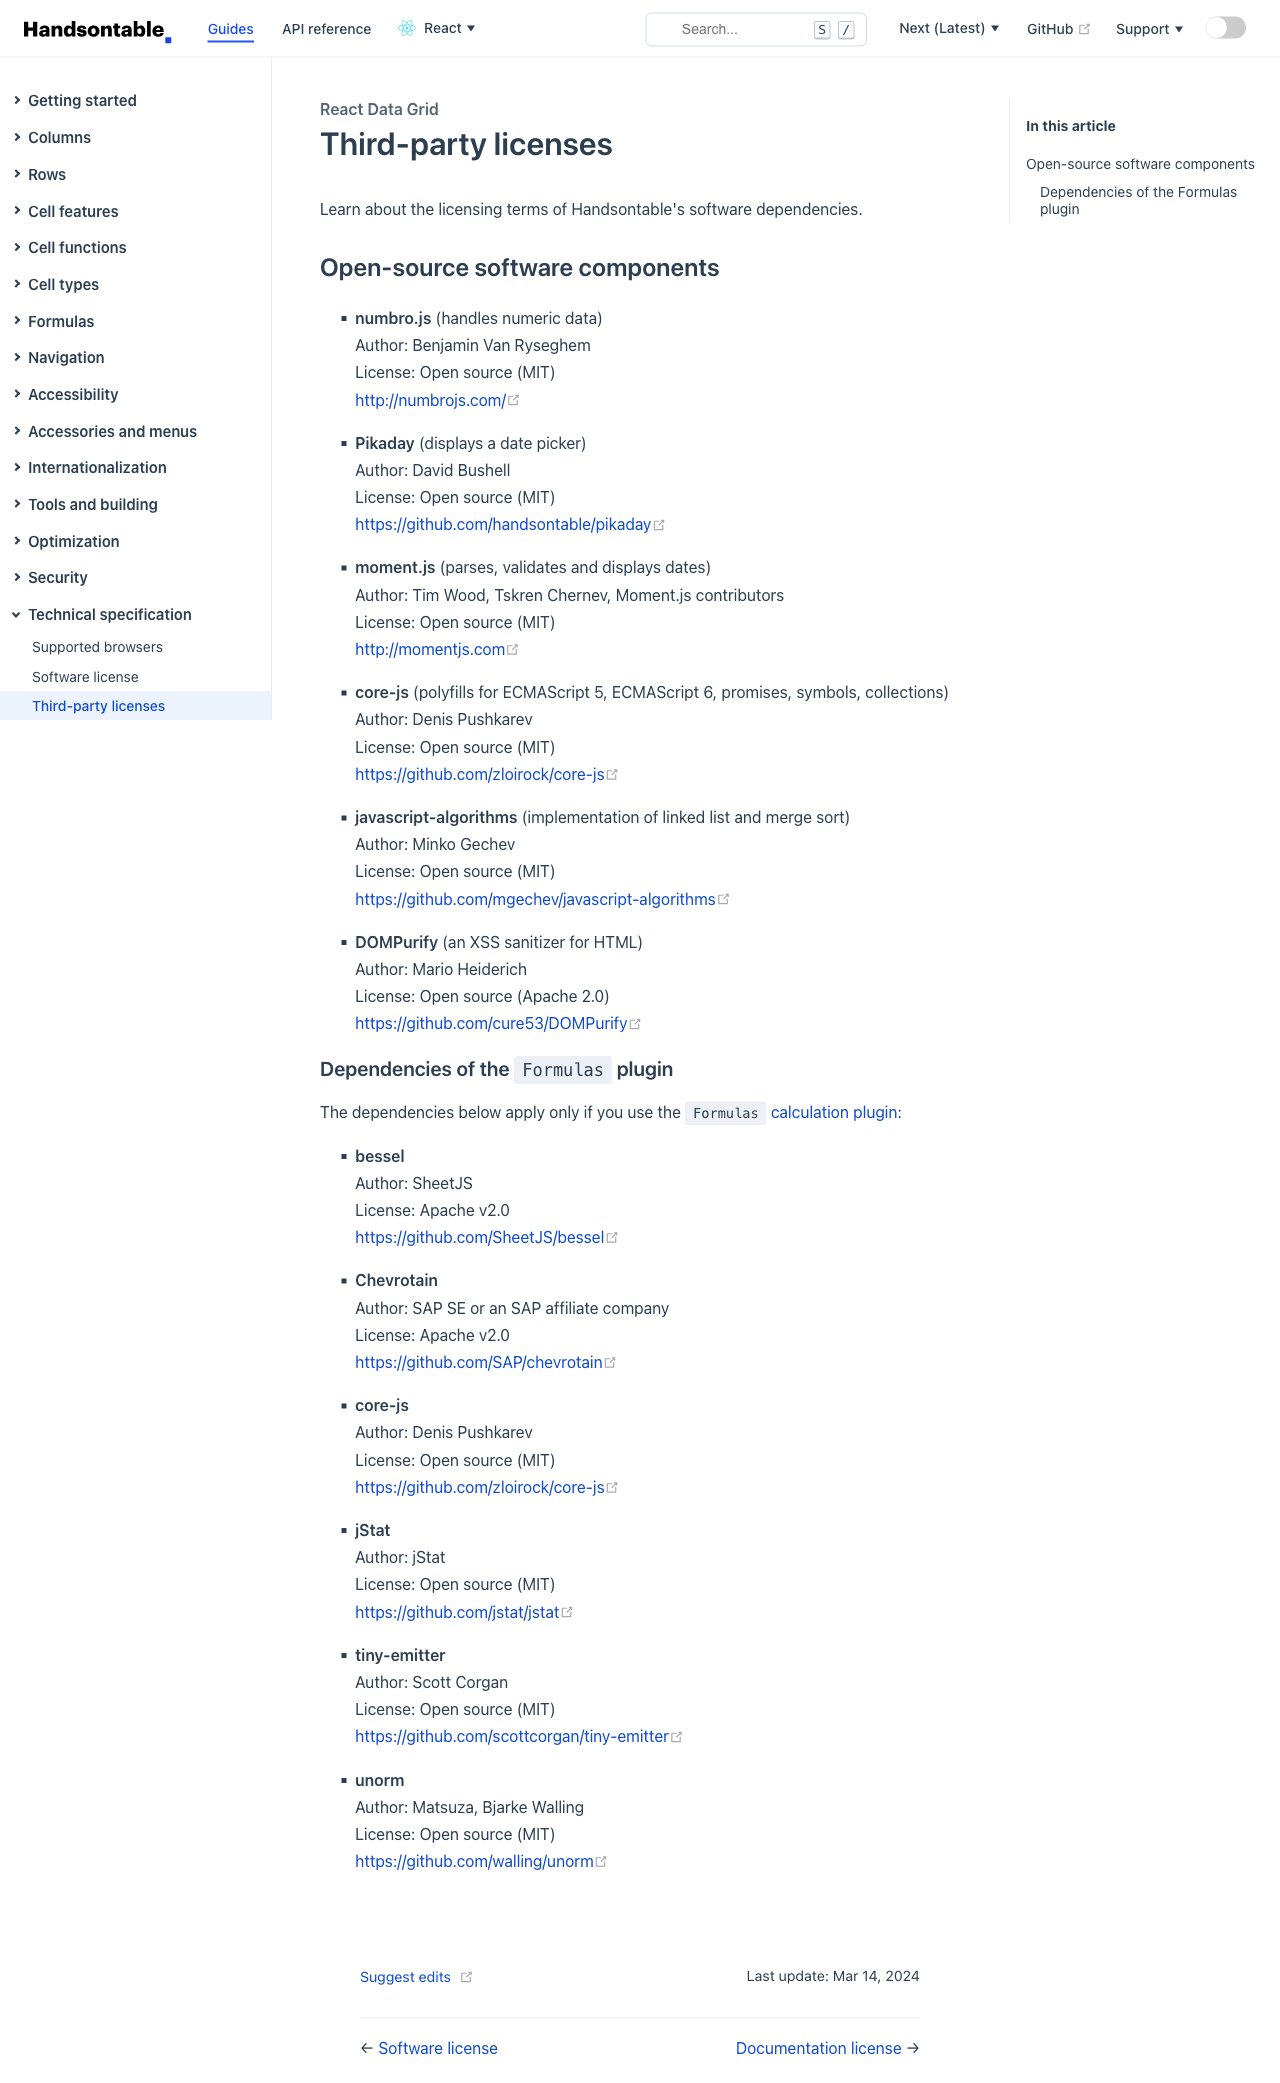 Handsontable
Guides
API reference
React
Search...
S
/
Next (Latest)
GitHub
Support
Getting started
Columns
Rows
Cell features
Cell functions
Cell types
Formulas
Navigation
Accessibility
Accessories and menus
Internationalization
Tools and building
Optimization
Security
Technical specification
Supported browsers
Software license
Third-party licenses
React Data Grid
Third-party licenses
Learn about the licensing terms of Handsontable's software dependencies.
Open-source software components
▪ numbro.js (handles numeric data)
Author: Benjamin Van Ryseghem
License: Open source (MIT)
http://numbrojs.com/
▪ Pikaday (displays a date picker)
Author: David Bushell
License: Open source (MIT)
https://github.com/handsontable/pikaday
▪ moment.js (parses, validates and displays dates)
Author: Tim Wood, Tskren Chernev, Moment.js contributors
License: Open source (MIT)
http://momentjs.com
▪ core-js (polyfills for ECMAScript 5, ECMAScript 6, promises, symbols, collections)
Author: Denis Pushkarev
License: Open source (MIT)
https://github.com/zloirock/core-js
▪ javascript-algorithms (implementation of linked list and merge sort)
Author: Minko Gechev
License: Open source (MIT)
https://github.com/mgechev/javascript-algorithms
▪ DOMPurify (an XSS sanitizer for HTML)
Author: Mario Heiderich
License: Open source (Apache 2.0)
https://github.com/cure53/DOMPurify
Dependencies of the Formulas plugin
The dependencies below apply only if you use the Formulas calculation plugin:
▪ bessel
Author: SheetJS
License: Apache v2.0
https://github.com/SheetJS/bessel
▪ Chevrotain
Author: SAP SE or an SAP affiliate company
License: Apache v2.0
https://github.com/SAP/chevrotain
▪ core-js
Author: Denis Pushkarev
License: Open source (MIT)
https://github.com/zloirock/core-js
▪ jStat
Author: jStat
License: Open source (MIT)
https://github.com/jstat/jstat
▪ tiny-emitter
Author: Scott Corgan
License: Open source (MIT)
https://github.com/scottcorgan/tiny-emitter
▪ unorm
Author: Matsuza, Bjarke Walling
License: Open source (MIT)
https://github.com/walling/unorm
Suggest edits
Last update: Mar 14, 2024
← Software license
Documentation license →
In this article
Open-source software components
Dependencies of the Formulas
plugin